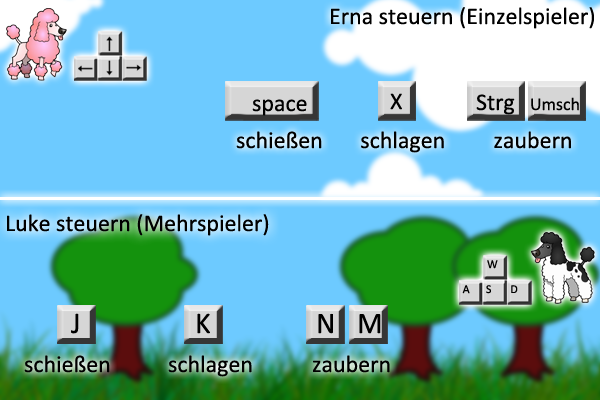 Erna steuern (Einzelspieler)
↑
← ↓ →
space X Strg Umsch
schießen schlagen zaubern
Luke steuern (Mehrspieler)
W
A S D
J K N M
schießen schlagen zaubern